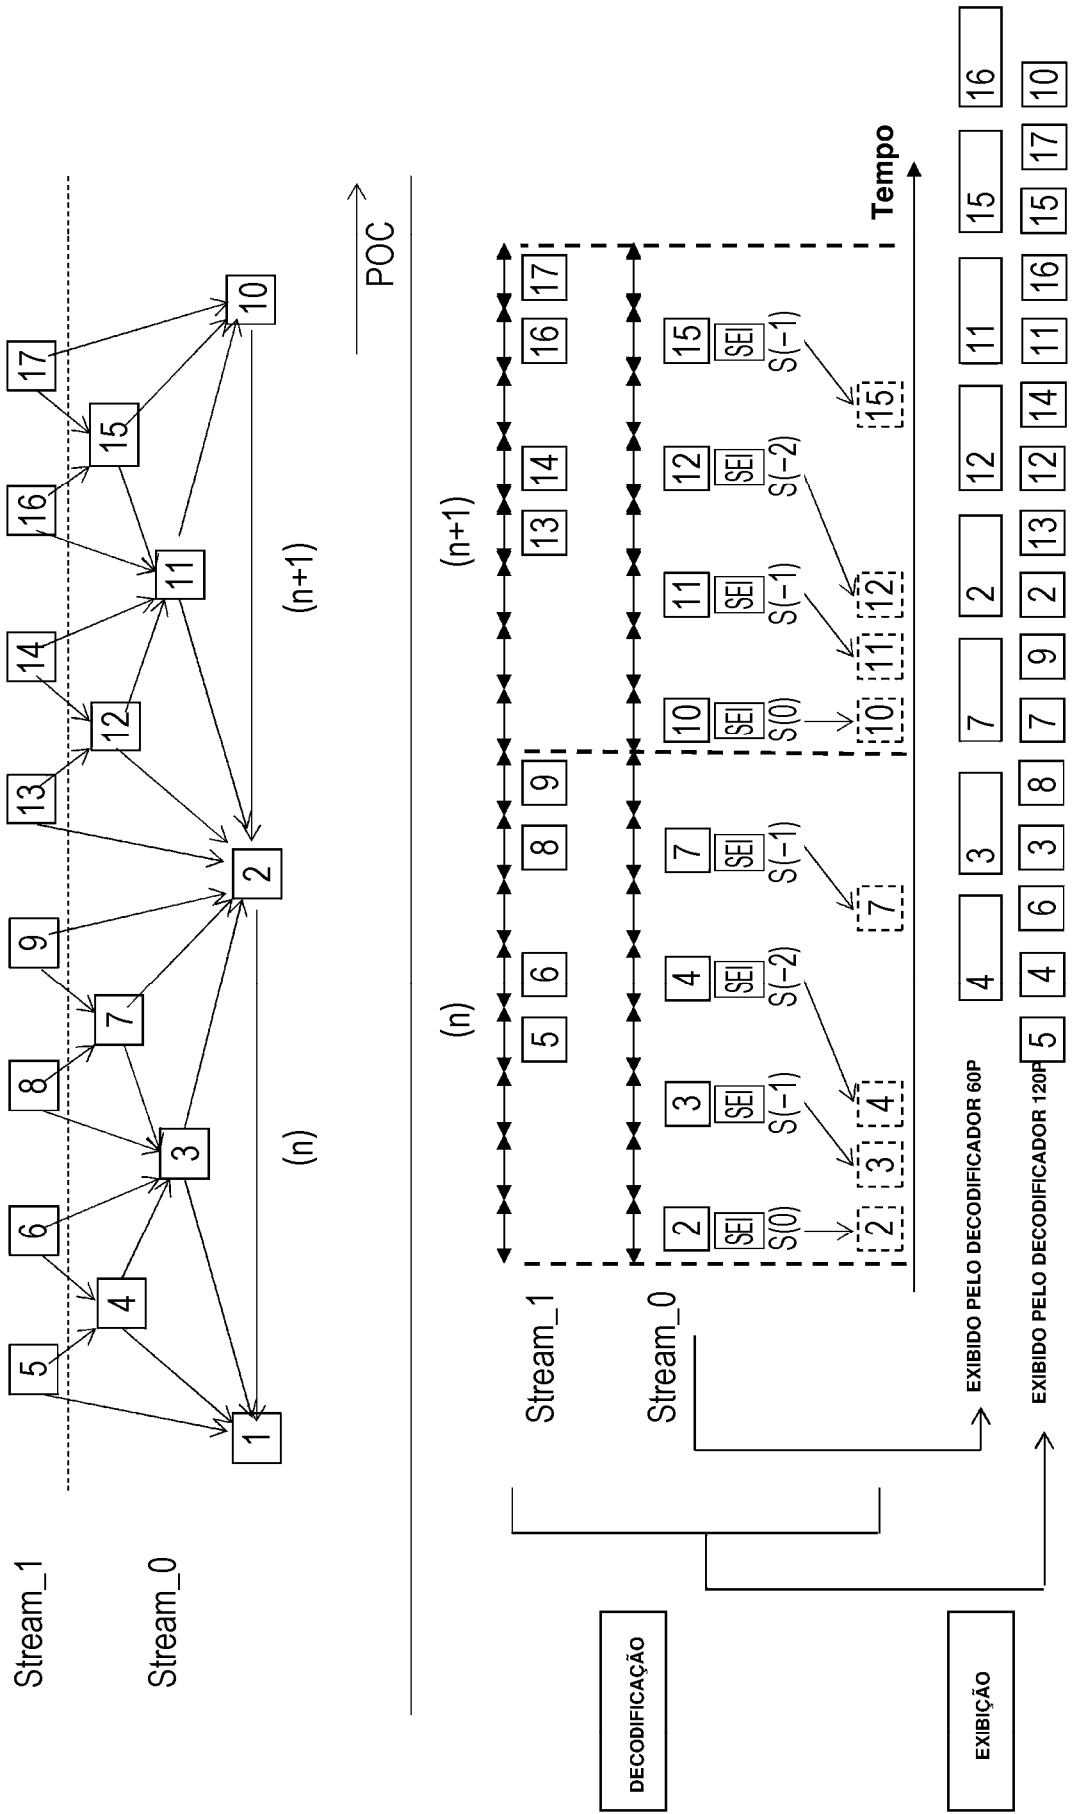 Stream_1
5 6 8 9 13 14 16 17
Stream_0
4 7 12 15
3 11
1 2 10
(n) (n+1)
POC
(n) (n+1)
DECODIFICAÇÃO
Stream_1
5 6 8 9 13 14 16 17
Stream_0
2 3 4 7 10 11 12 15
SEI SEI SEI SEI SEI SEI SEI SEI
S(0) S(−1) S(−2) S(−1) S(0) S(−1) S(−2) S(−1)
2 3 4 7 10 11 12 15
Tempo
EXIBIÇÃO
EXIBIDO PELO DECODIFICADOR 60P
4 3 7 2 12 11 15 16
EXIBIDO PELO DECODIFICADOR 120P
5 4 6 3 8 7 9 2 13 12 14 11 16 15 17 10